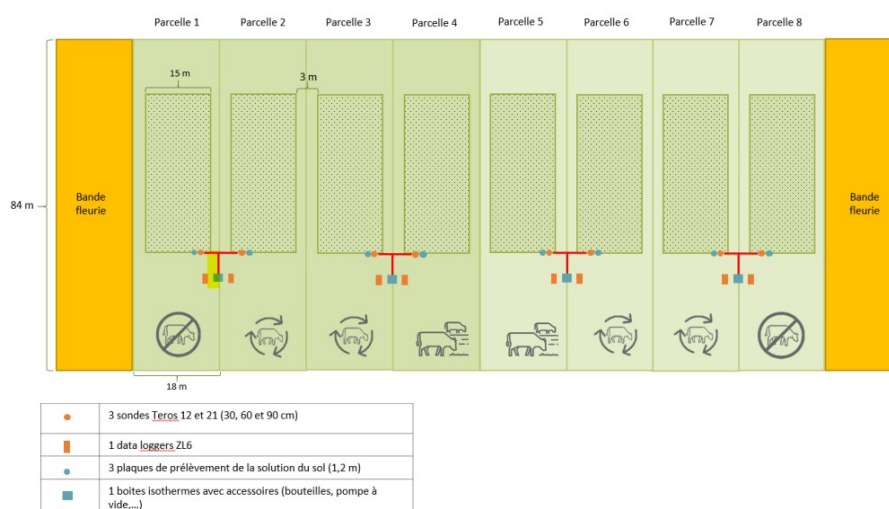 Parcelle 1
Parcelle 2
Parcelle 3
Parcelle 4
Parcelle 5
Parcelle 6
Parcelle 7
Parcelle 8
15 m
3 m
84 m
Bande
fleurie
Bande
fleurie
18 m
3 sondes Teros 12 et 21 (30, 60 et 90 cm)
1 data loggers ZL6
3 plaques de prélèvement de la solution du sol (1,2 m)
1 boites isothermes avec accessoires (bouteilles, pompe à
vide,...)